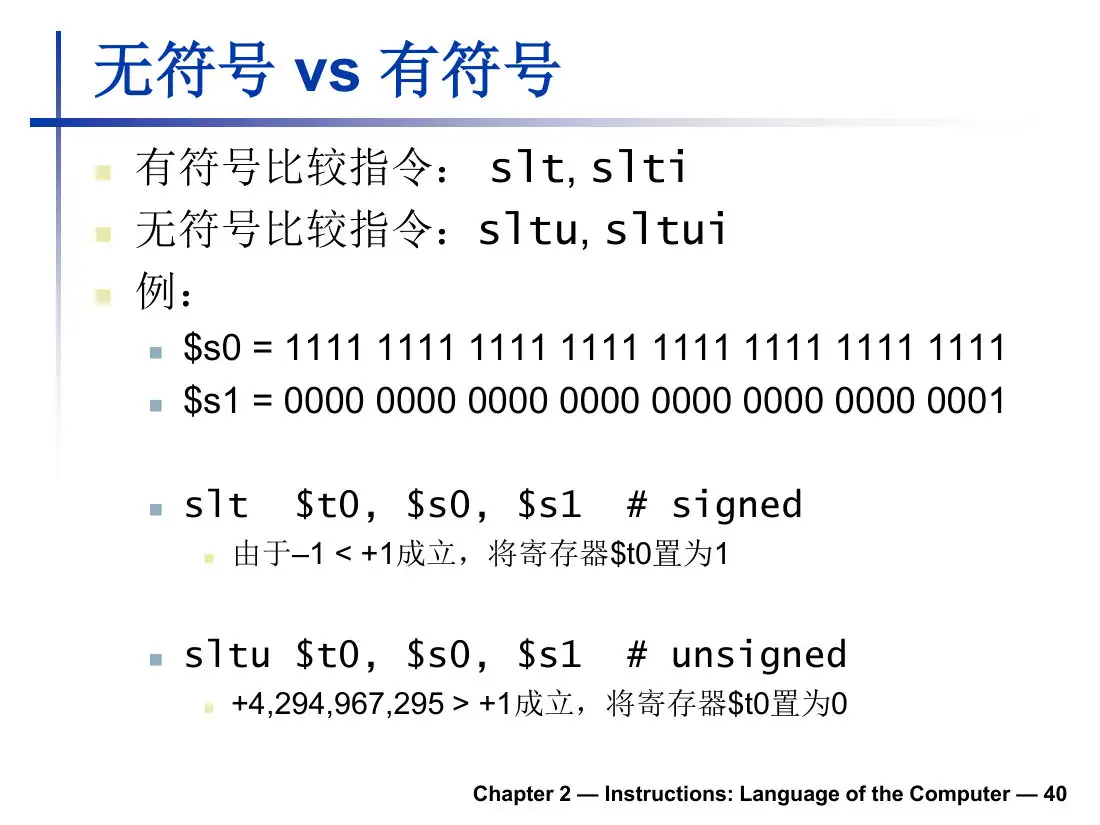 无符号 vs 有符号
有符号比较指令： slt, slti
无符号比较指令：sltu, sltui
例：
$s0 = 1111 1111 1111 1111 1111 1111 1111 1111
$s1 = 0000 0000 0000 0000 0000 0000 0000 0001
slt $t0, $s0, $s1 # signed
由于–1 < +1成立，将寄存器$t0置为1
sltu $t0, $s0, $s1 # unsigned
+4,294,967,295 > +1成立，将寄存器$t0置为0
Chapter 2 — Instructions: Language of the Computer — 40